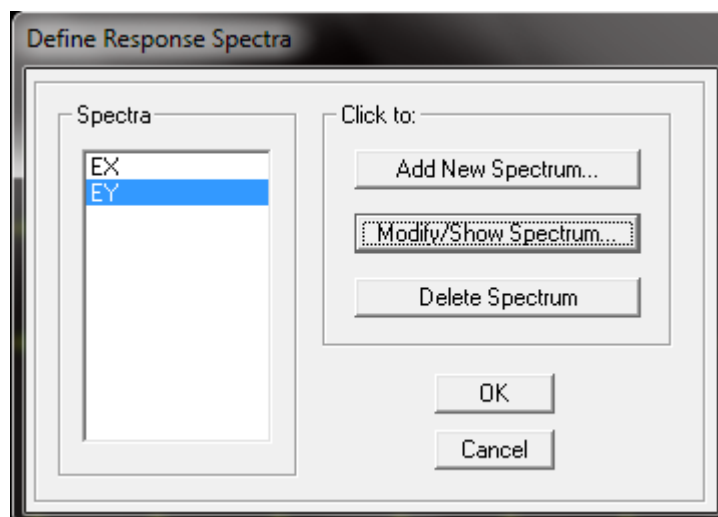 Define Response Spectra
Spectra
EX
EY
Click to:
Add New Spectrum...
Modify/Show Spectrum...
Delete Spectrum
OK
Cancel